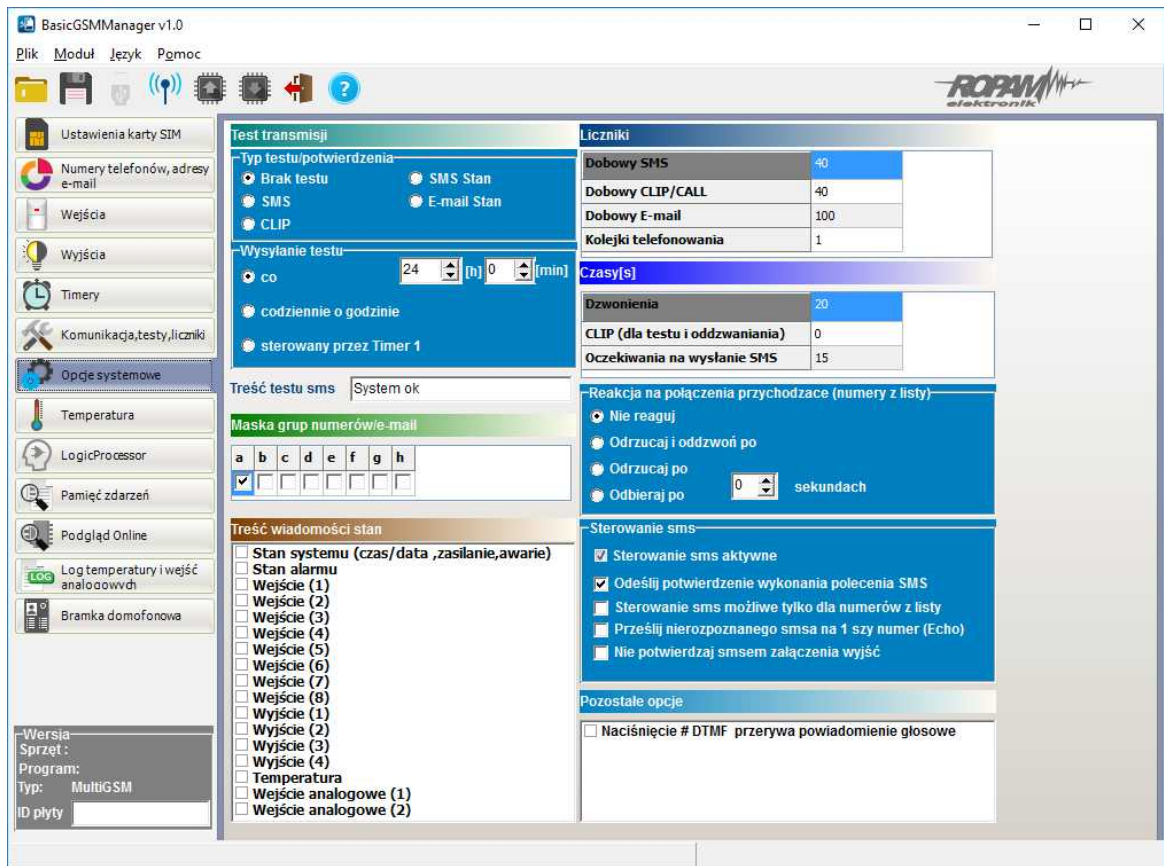 BasicGSMManager v1.0
Plik Moduł Język Pomoc
ROPAM
elektronik
Ustawienia karty SIM
Numery telefonów, adresy
e-mail
Wejścia
Wyjścia
Timery
Komunikacja,testy,liczniki
Opcje systemowe
Temperatura
LogicProcessor
Pamięć zdarzeń
Podgląd Online
LOG
Log temperatury i wejść
analogowych
Bramka domofonowa
Wersja
Sprzęt :
Program:
Typ: MultiGSM
ID płyty
Test transmisji
Typ testu/potwierdzenia
Brak testu
SMS Stan
SMS
E-mail Stan
CLIP
Wysyłanie testu
co 24 [h] 0 [min]
codziennie o godzinie
sterowany przez Timer 1
Treść testu sms System ok
Maska grup numerów/e-mail
a b c d e f g h
Treść wiadomości stan
Stan systemu (czas/data ,zasilanie,awarie)
Stan alarmu
Wejście (1)
Wejście (2)
Wejście (3)
Wejście (4)
Wejście (5)
Wejście (6)
Wejście (7)
Wejście (8)
Wyjście (1)
Wyjście (2)
Wyjście (3)
Wyjście (4)
Temperatura
Wejście analogowe (1)
Wejście analogowe (2)
Liczniki
Dobowy SMS 40
Dobowy CLIP/CALL 40
Dobowy E-mail 100
Kolejki telefonowania 1
Czasy[s]
Dzwonienia 20
CLIP (dla testu i oddzwaniania) 0
Oczekiwania na wysłanie SMS 15
Reakcja na połączenia przychodzace (numery z listy)
Nie reaguj
Odrzucaj i oddzwoń po
Odrzucaj po
Odbieraj po
0 sekundach
Sterowanie sms
Sterowanie sms aktywne
Odeślij potwierdzenie wykonania polecenia SMS
Sterowanie sms możliwe tylko dla numerów z listy
Prześlij nierozpoznanego smsa na 1 szy numer (Echo)
Nie potwierdzaj smsem załączenia wyjść
Pozostałe opcje
Naciśnięcie # DTMF przerywa powiadomienie głosowe